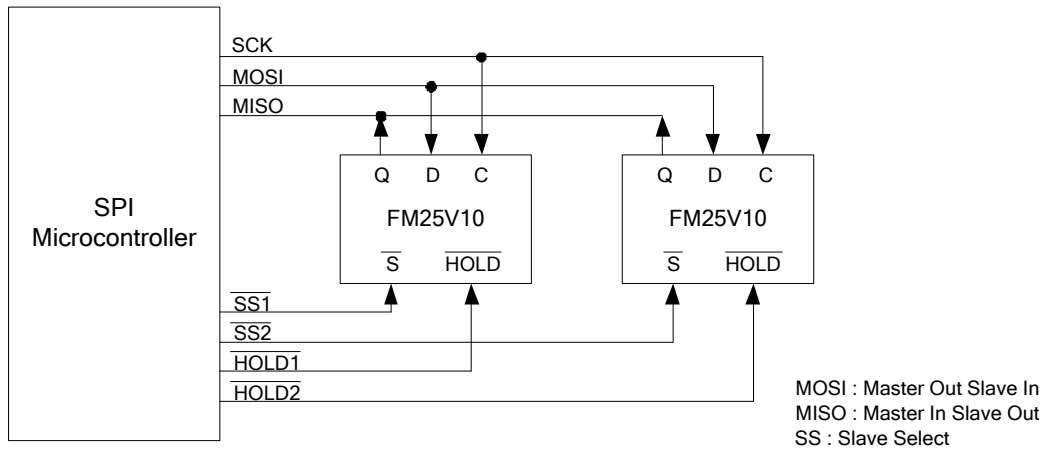 SCK
MOSI
MISO
Q D C
Q D C
SPI
Microcontroller
FM25V10
FM25V10
S HOLD
S HOLD
SS1
SS2
HOLD1
HOLD2
MOSI : Master Out Slave In
MISO : Master In Slave Out
SS : Slave Select